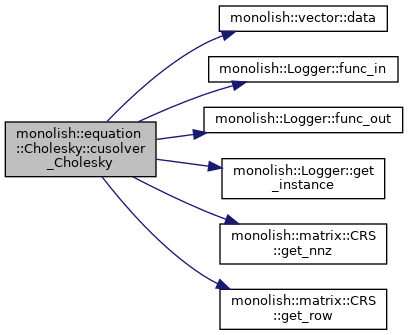 monolish::equation
::Cholesky::cusolver
_Cholesky
monolish::vector::data
monolish::Logger::func_in
monolish::Logger::func_out
monolish::Logger::get
_instance
monolish::matrix::CRS
::get_nnz
monolish::matrix::CRS
::get_row